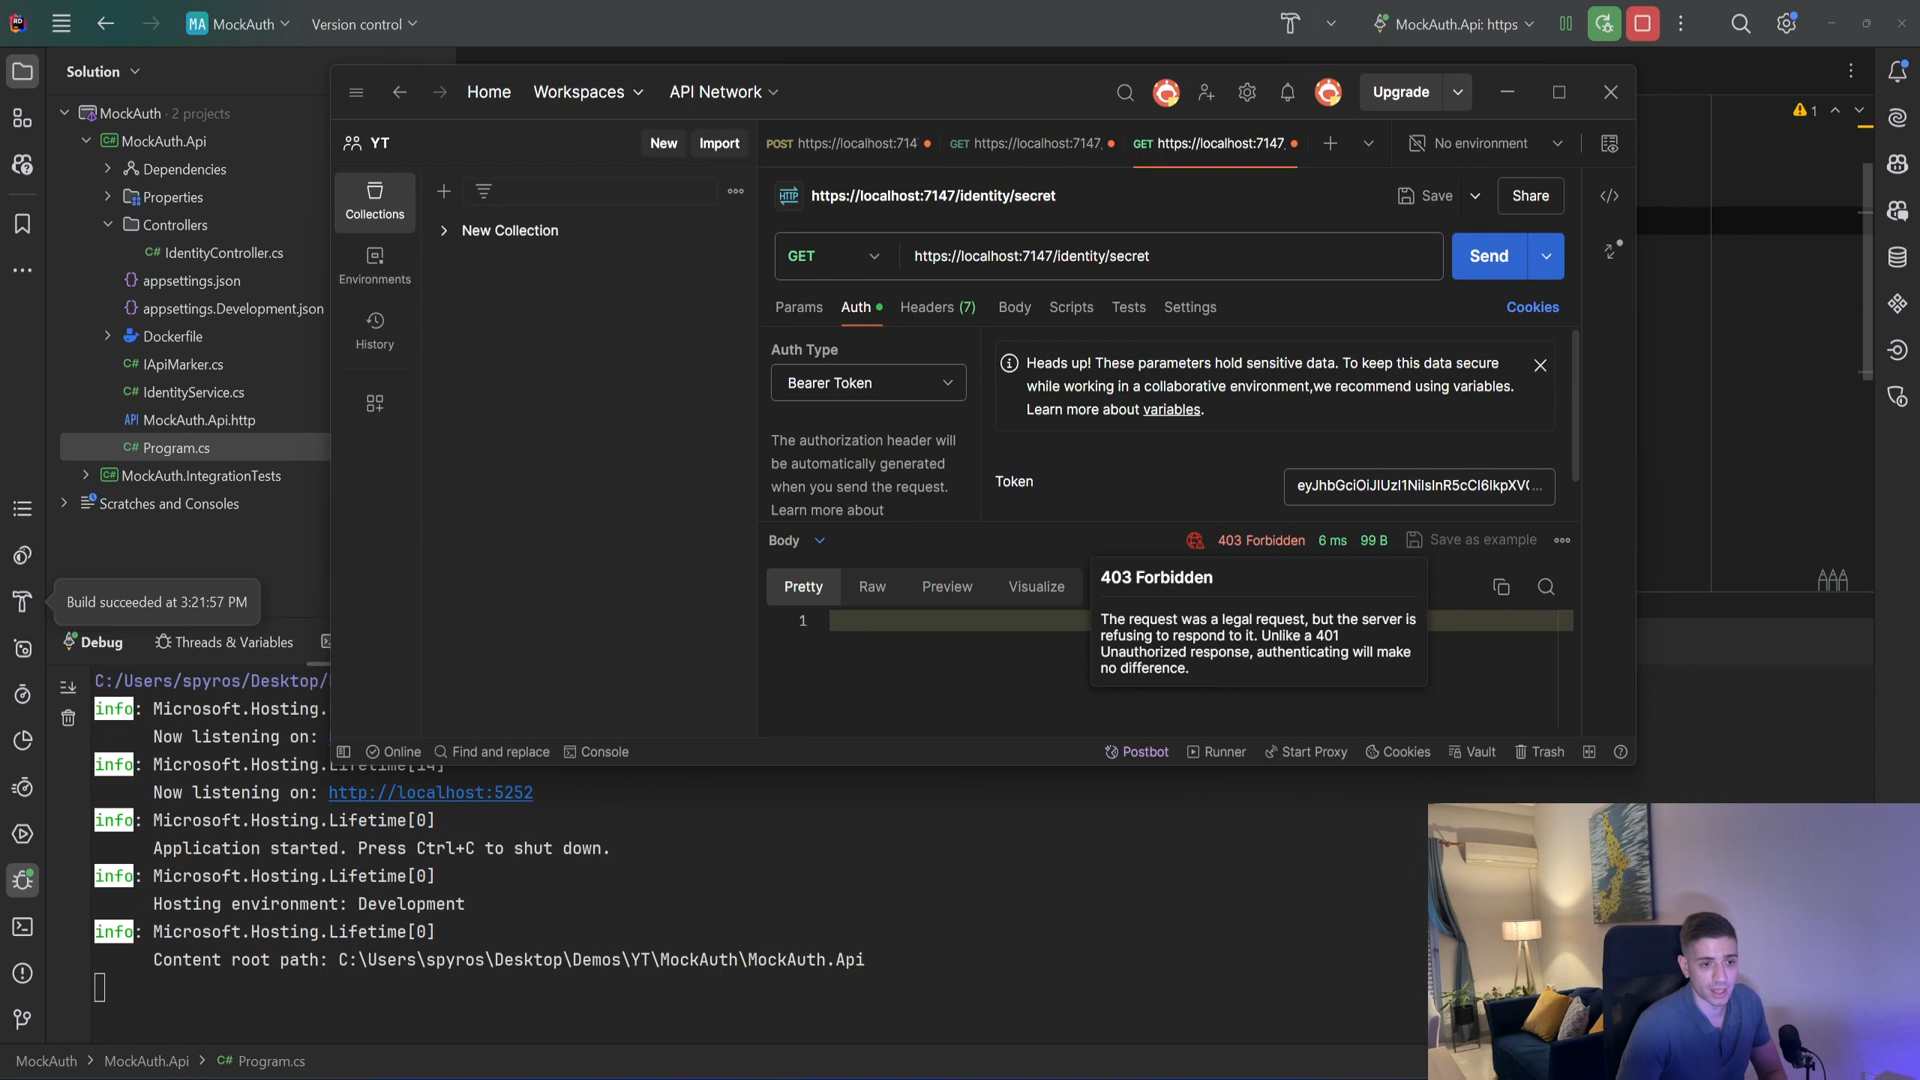 MA MockAuth
Version control
MockAuth.Api: https
Solution
MockAuth · 2 projects
MockAuth.Api
Dependencies
Properties
Controllers
C# IdentityController.cs
{} appsettings.json
{} appsettings.Development.json
Dockerfile
C# IApiMarker.cs
C# IdentityService.cs
API MockAuth.Api.http
C# Program.cs
MockAuth.IntegrationTests
Scratches and Consoles
Build succeeded at 3:21:57 PM
Home
Workspaces
API Network
Upgrade
YT
New
Import
POST https://localhost:714
GET https://localhost:7147,
GET https://localhost:7147,
No environment
Collections
Environments
History
New Collection
HTTP https://localhost:7147/identity/secret
Save
Share
GET
https://localhost:7147/identity/secret
Send
Params
Auth
Headers (7)
Body
Scripts
Tests
Settings
Cookies
Auth Type
Bearer Token
The authorization header will
be automatically generated
when you send the request.
Learn more about
Heads up! These parameters hold sensitive data. To keep this data secure
while working in a collaborative environment,we recommend using variables.
Learn more about variables.
Token
Body
403 Forbidden
6 ms
99 B
Save as example
Pretty
Raw
Preview
Visualize
1
403 Forbidden
The request was a legal request, but the server is
refusing to respond to it. Unlike a 401
Unauthorized response, authenticating will make
no difference.
Online
Find and replace
Console
Postbot
Runner
Start Proxy
Cookies
Vault
Trash
1
Debug
Threads & Variables
C:/Users/spyros/Desktop/
info: Microsoft.Hosting.
Now listening on:
info: Microsoft.Hosting.Lifetime[14]
Now listening on: http://localhost:5252
info: Microsoft.Hosting.Lifetime[0]
Application started. Press Ctrl+C to shut down.
info: Microsoft.Hosting.Lifetime[0]
Hosting environment: Development
info: Microsoft.Hosting.Lifetime[0]
Content root path: C:\Users\spyros\Desktop\Demos\YT\MockAuth\MockAuth.Api
MockAuth > MockAuth.Api > C# Program.cs